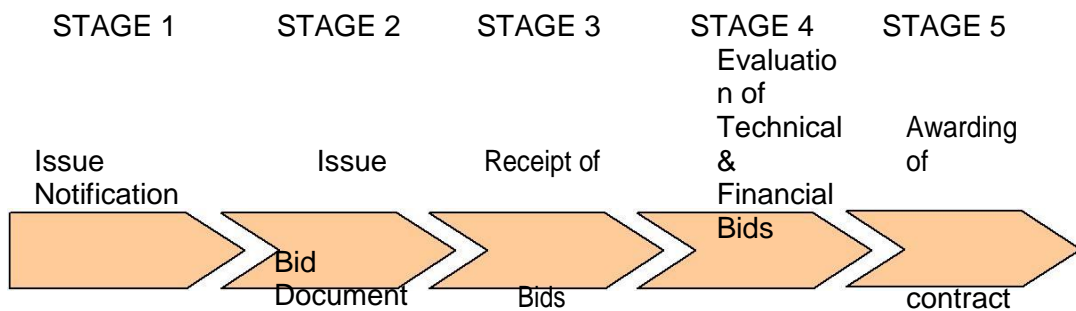 STAGE 1
STAGE 2
STAGE 3
STAGE 4
STAGE 5
Issue
Notification
Issue
Bid
Document
Receipt of
Bids
Evaluatio
n of
Technical
&
Financial
Bids
Awarding
of
contract